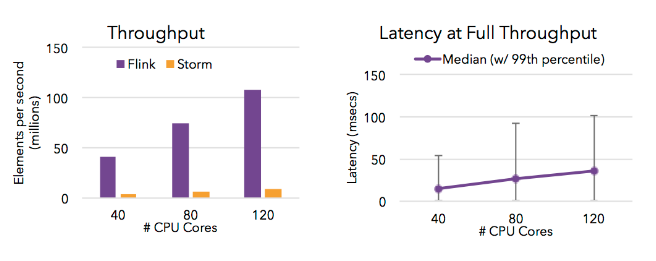 Throughput
Flink
Storm
Elements per second
(millions)
150
100
50
0
40
80
120
# CPU Cores
Latency at Full Throughput
Median (w/ 99th percentile)
Latency (msecs)
150
100
50
0
40
80
120
# CPU Cores